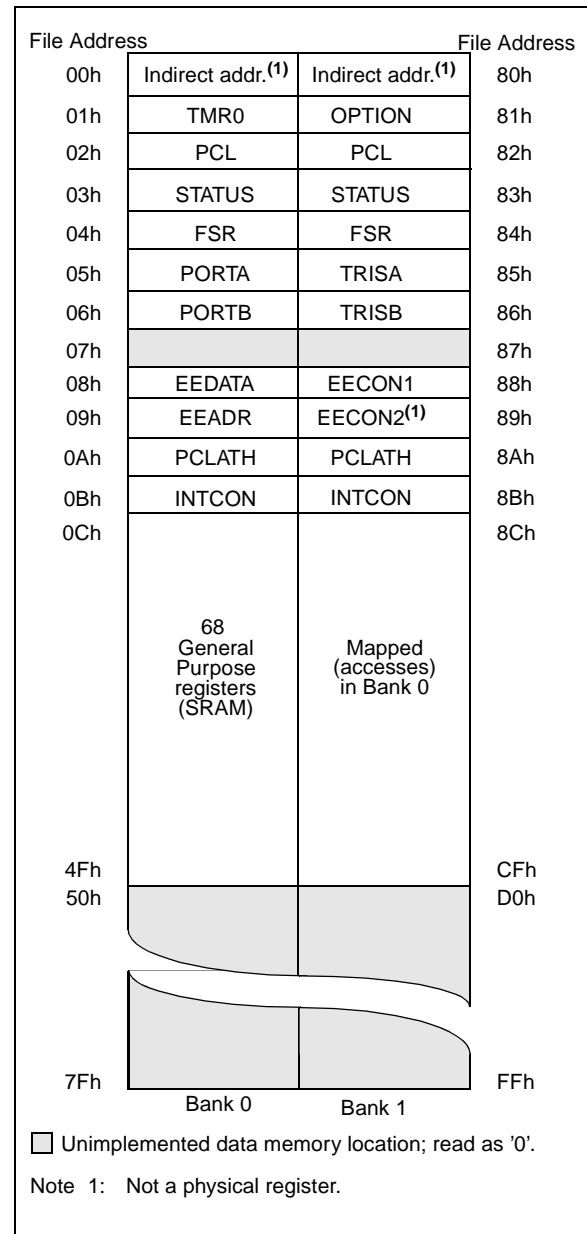 File Address File Address
00h Indirect addr.(1) Indirect addr.(1) 80h
01h TMR0 OPTION 81h
02h PCL PCL 82h
03h STATUS STATUS 83h
04h FSR FSR 84h
05h PORTA TRISA 85h
06h PORTB TRISB 86h
07h 87h
08h EEDATA EECON1 88h
09h EEADR EECON2(1) 89h
0Ah PCLATH PCLATH 8Ah
0Bh INTCON INTCON 8Bh
0Ch 8Ch
68
General
Purpose
registers
(SRAM)
Mapped
(accesses)
in Bank 0
4Fh CFh
50h D0h
7Fh FFh
Bank 0 Bank 1
Unimplemented data memory location; read as '0'.
Note 1: Not a physical register.